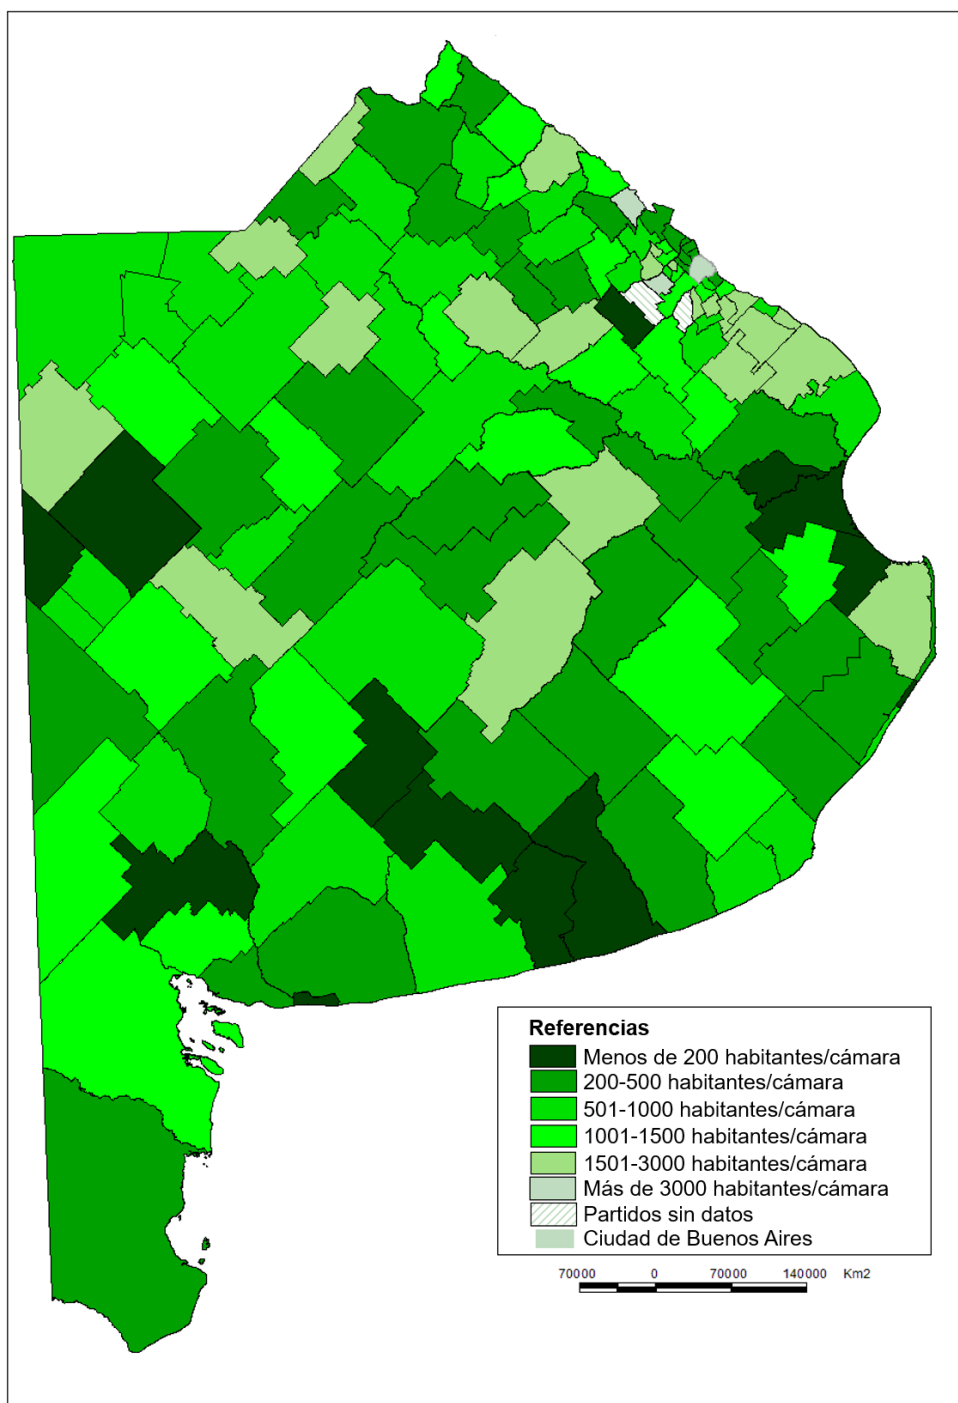 Referencias
Menos de 200 habitantes/cámara
200-500 habitantes/cámara
501-1000 habitantes/cámara
1001-1500 habitantes/cámara
1501-3000 habitantes/cámara
Más de 3000 habitantes/cámara
Partidos sin datos
Ciudad de Buenos Aires
70000 0 70000 140000 Km2